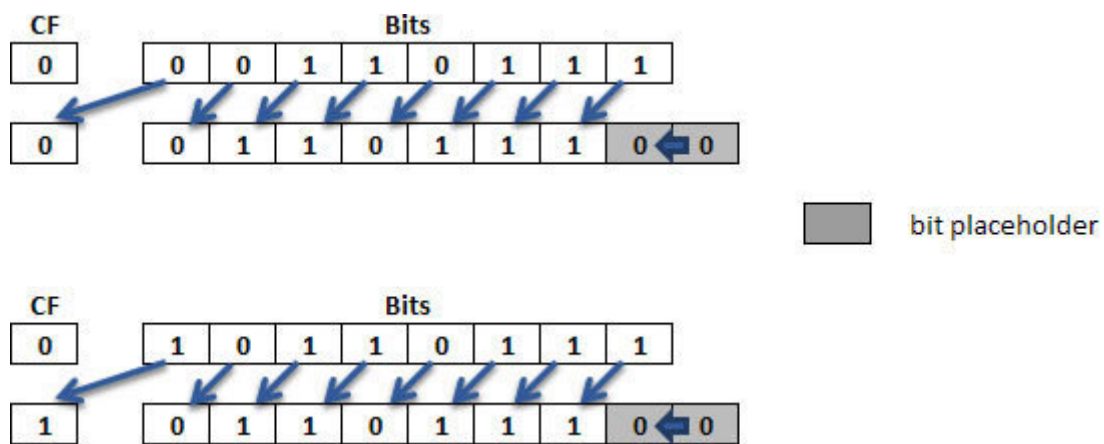 CF Bits
0 0 0 1 1 0 1 1 1
0 0 1 1 0 1 1 1 0 0
bit placeholder
CF Bits
0 1 0 1 1 0 1 1 1
1 0 1 1 0 1 1 1 0 0